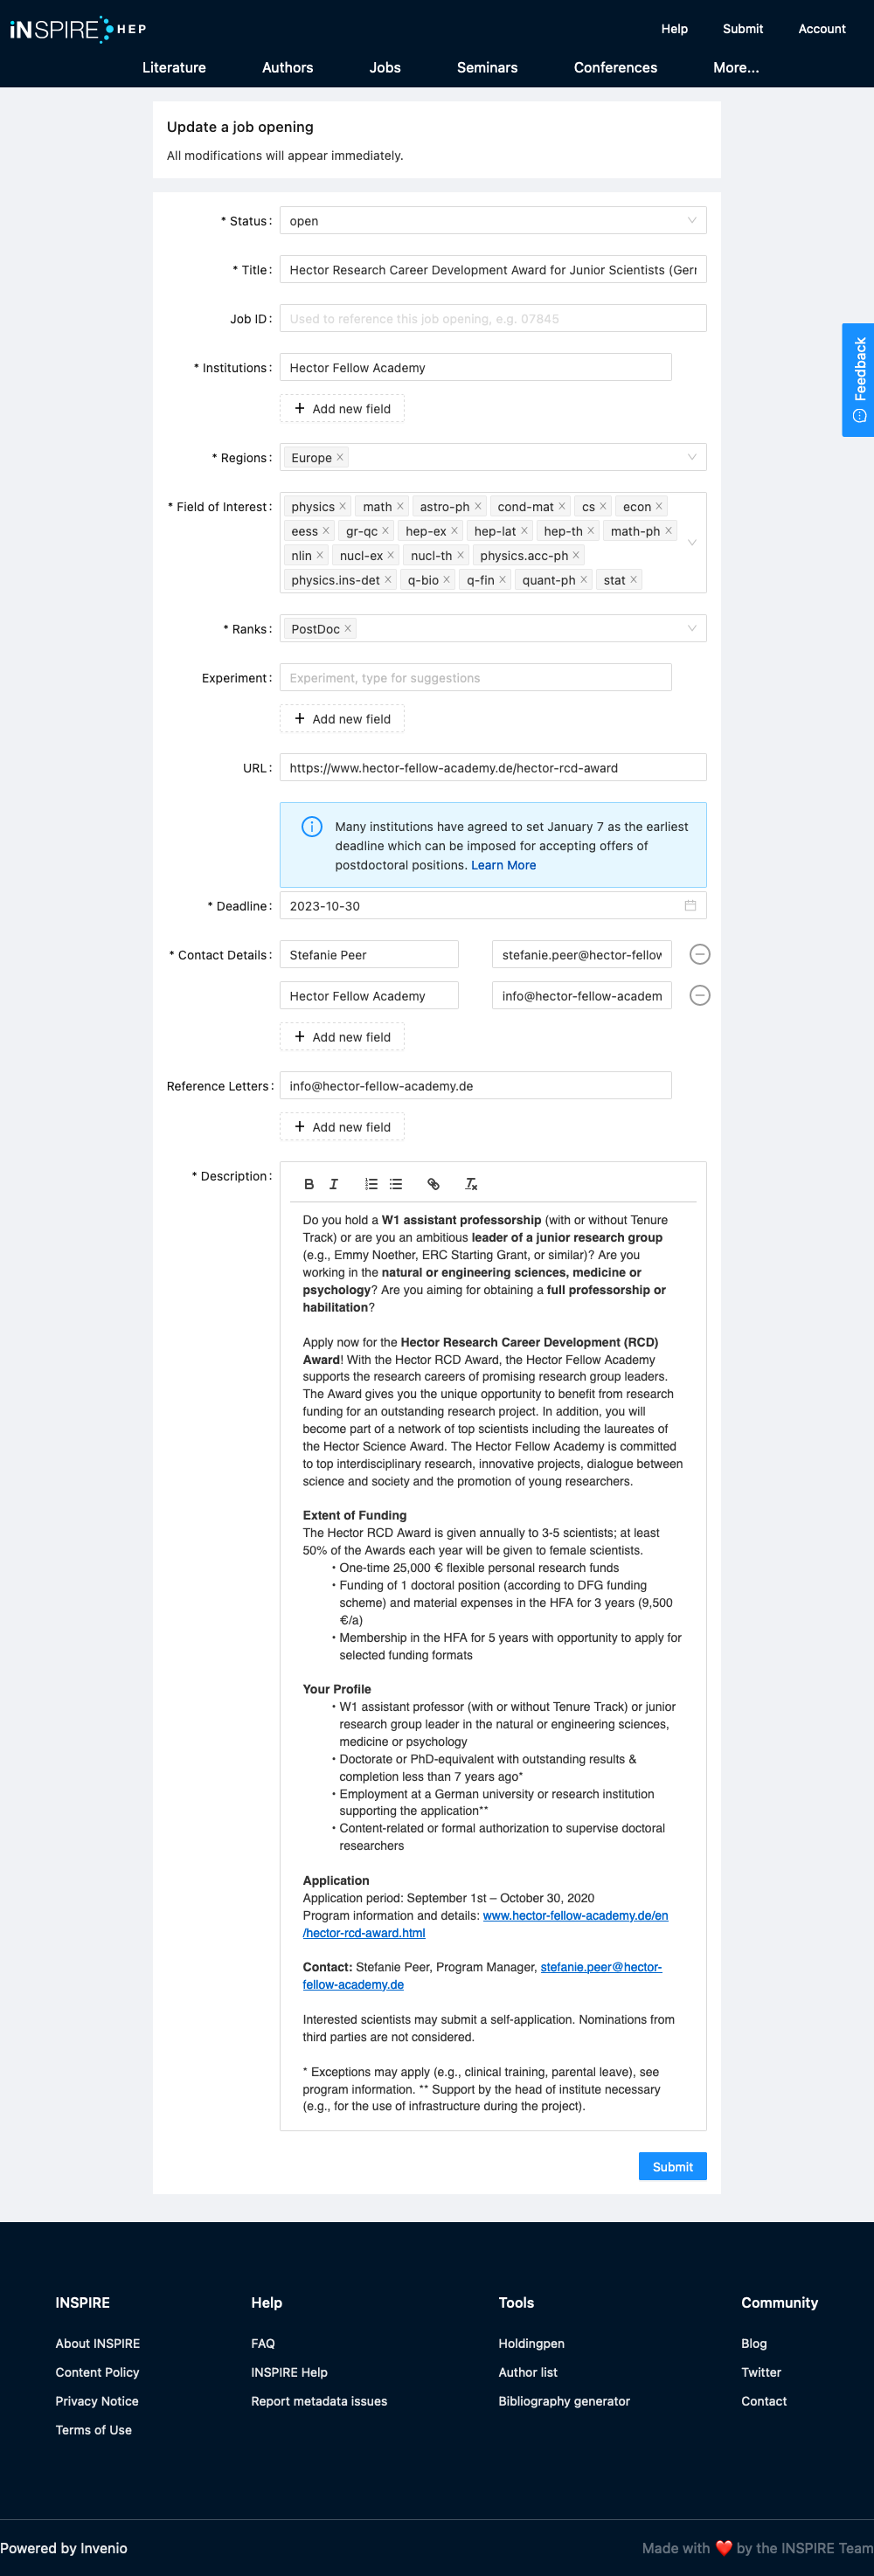 iNSPIRE HEP
Help Submit Account
Literature Authors Jobs Seminars Conferences More...
Update a job opening
All modifications will appear immediately.
* Status: open
* Title: Hector Research Career Development Award for Junior Scientists (Ger
Job ID: Used to reference this job opening, e.g. 07845
Feedback
* Institutions: Hector Fellow Academy
+ Add new field
* Regions: Europe
* Field of Interest: physics math astro-ph cond-mat cs econ
eess gr-qc hep-ex hep-lat hep-th math-ph
nlin nucl-ex nucl-th physics.acc-ph
physics.ins-det q-bio q-fin quant-ph stat
* Ranks: PostDoc
Experiment: Experiment, type for suggestions
+ Add new field
URL: https://www.hector-fellow-academy.de/hector-rcd-award
Many institutions have agreed to set January 7 as the earliest
deadline which can be imposed for accepting offers of
postdoctoral positions. Learn More
* Deadline: 2023-10-30
* Contact Details: Stefanie Peer stefanie.peer@hector-fellow
Hector Fellow Academy info@hector-fellow-academ
+ Add new field
Reference Letters: info@hector-fellow-academy.de
+ Add new field
* Description:
Do you hold a W1 assistant professorship (with or without Tenure
Track) or are you an ambitious leader of a junior research group
(e.g., Emmy Noether, ERC Starting Grant, or similar)? Are you
working in the natural or engineering sciences, medicine or
psychology? Are you aiming for obtaining a full professorship or
habilitation?
Apply now for the Hector Research Career Development (RCD)
Award! With the Hector RCD Award, the Hector Fellow Academy
supports the research careers of promising research group leaders.
The Award gives you the unique opportunity to benefit from research
funding for an outstanding research project. In addition, you will
become part of a network of top scientists including the laureates of
the Hector Science Award. The Hector Fellow Academy is committed
to top interdisciplinary research, innovative projects, dialogue between
science and society and the promotion of young researchers.
Extent of Funding
The Hector RCD Award is given annually to 3-5 scientists; at least
50% of the Awards each year will be given to female scientists.
• One-time 25,000 € flexible personal research funds
• Funding of 1 doctoral position (according to DFG funding
scheme) and material expenses in the HFA for 3 years (9,500
€/a)
• Membership in the HFA for 5 years with opportunity to apply for
selected funding formats
Your Profile
• W1 assistant professor (with or without Tenure Track) or junior
research group leader in the natural or engineering sciences,
medicine or psychology
• Doctorate or PhD-equivalent with outstanding results &
completion less than 7 years ago*
• Employment at a German university or research institution
supporting the application**
• Content-related or formal authorization to supervise doctoral
researchers
Application
Application period: September 1st – October 30, 2020
Program information and details: www.hector-fellow-academy.de/en
/hector-rcd-award.html
Contact: Stefanie Peer, Program Manager, stefanie.peer@hector-
fellow-academy.de
Interested scientists may submit a self-application. Nominations from
third parties are not considered.
* Exceptions may apply (e.g., clinical training, parental leave), see
program information. ** Support by the head of institute necessary
(e.g., for the use of infrastructure during the project).
Submit
INSPIRE Help Tools Community
About INSPIRE FAQ Holdingpen Blog
Content Policy INSPIRE Help Author list Twitter
Privacy Notice Report metadata issues Bibliography generator Contact
Terms of Use
Powered by Invenio Made with ❤️ by the INSPIRE Team